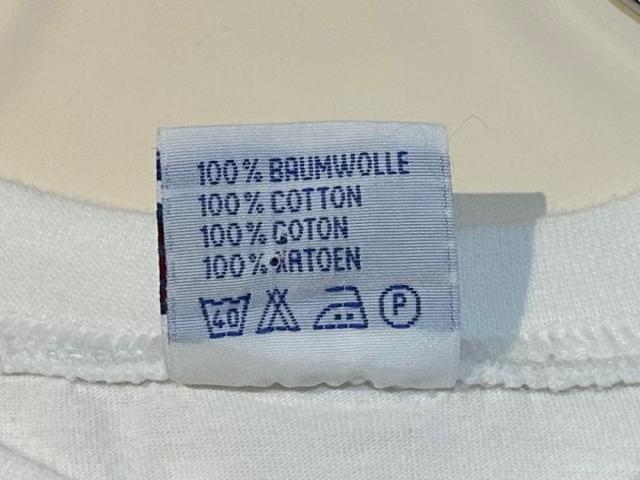 100% BAUMWOLLE
100% COTTON
100% COTON
100% KATOEN
40 P